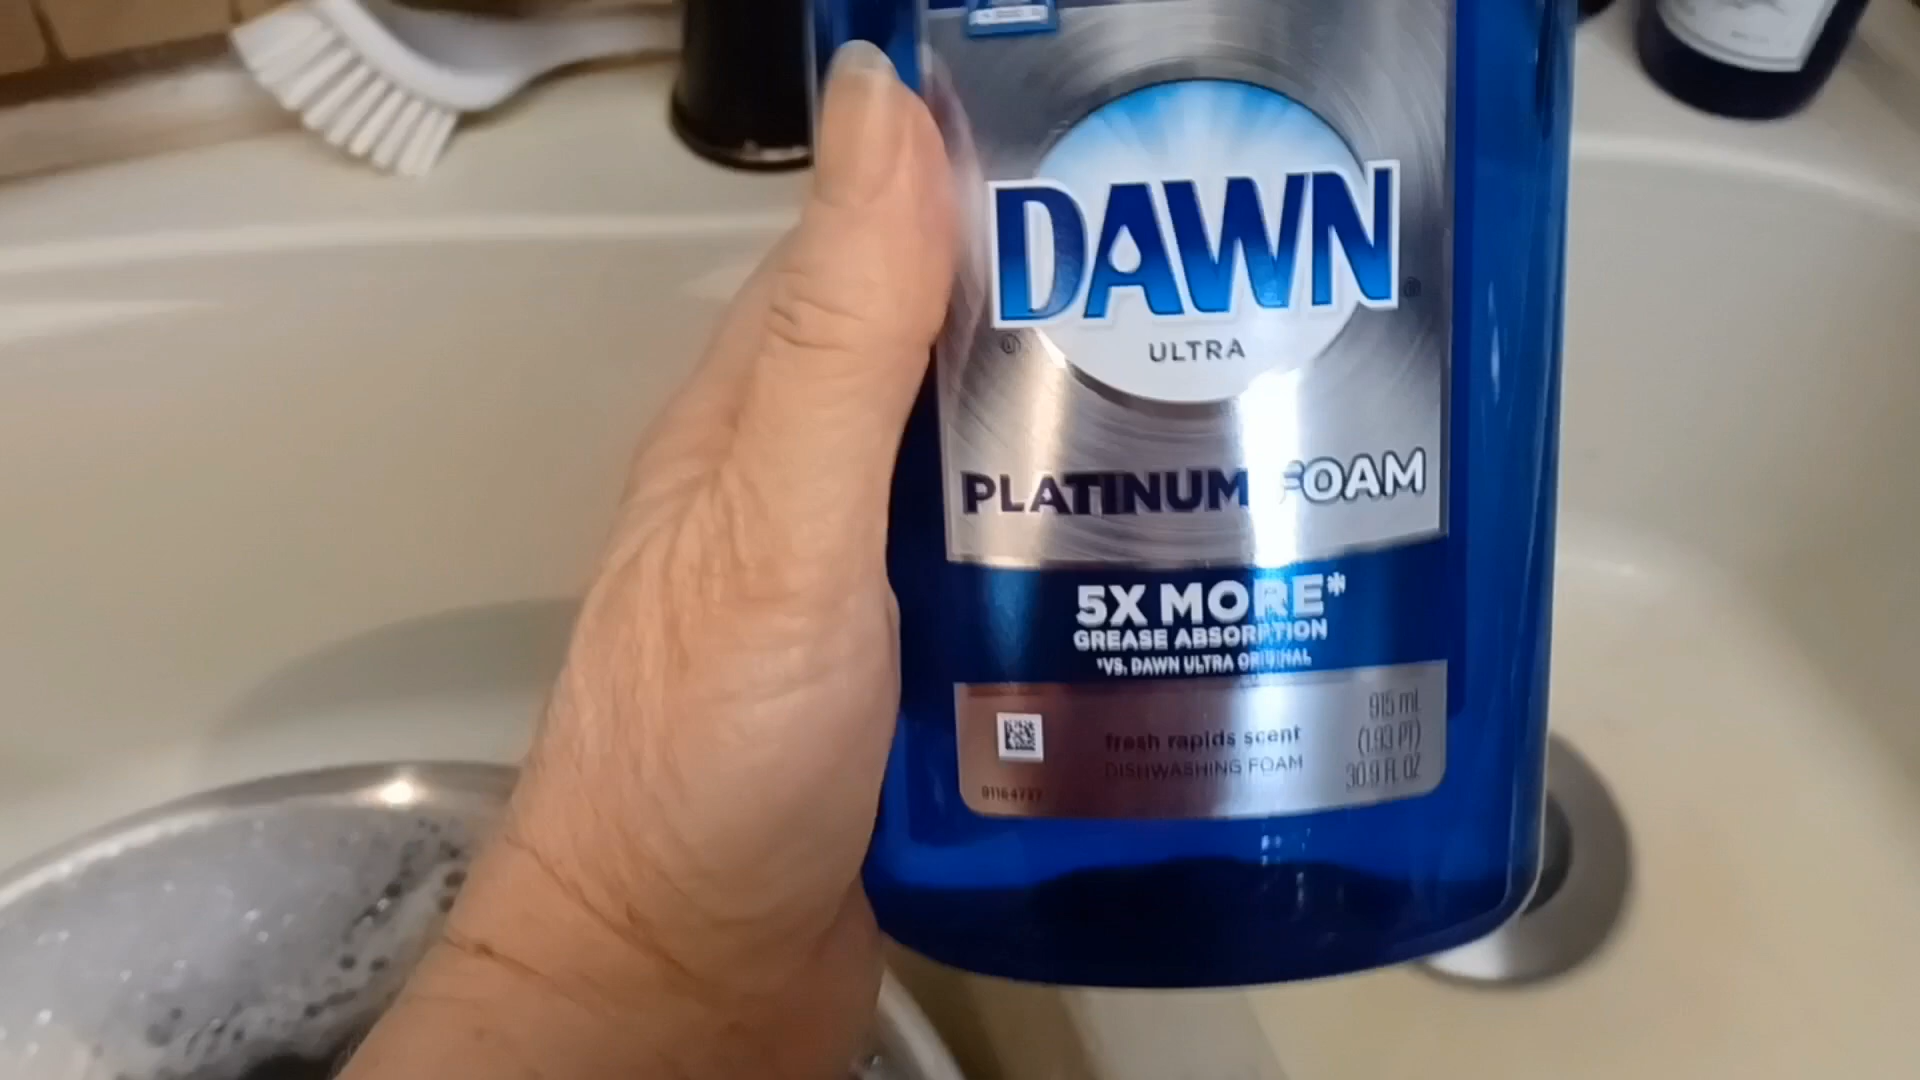 DAWN
ULTRA
PLATINUM FOAM
5X MORE*
GREASE ABSORPTION
*VS. DAWN ULTRA ORIGINAL
fresh rapids scent
DISHWASHING FOAM
915 mL
(1.93 PT)
30.9 FL OZ